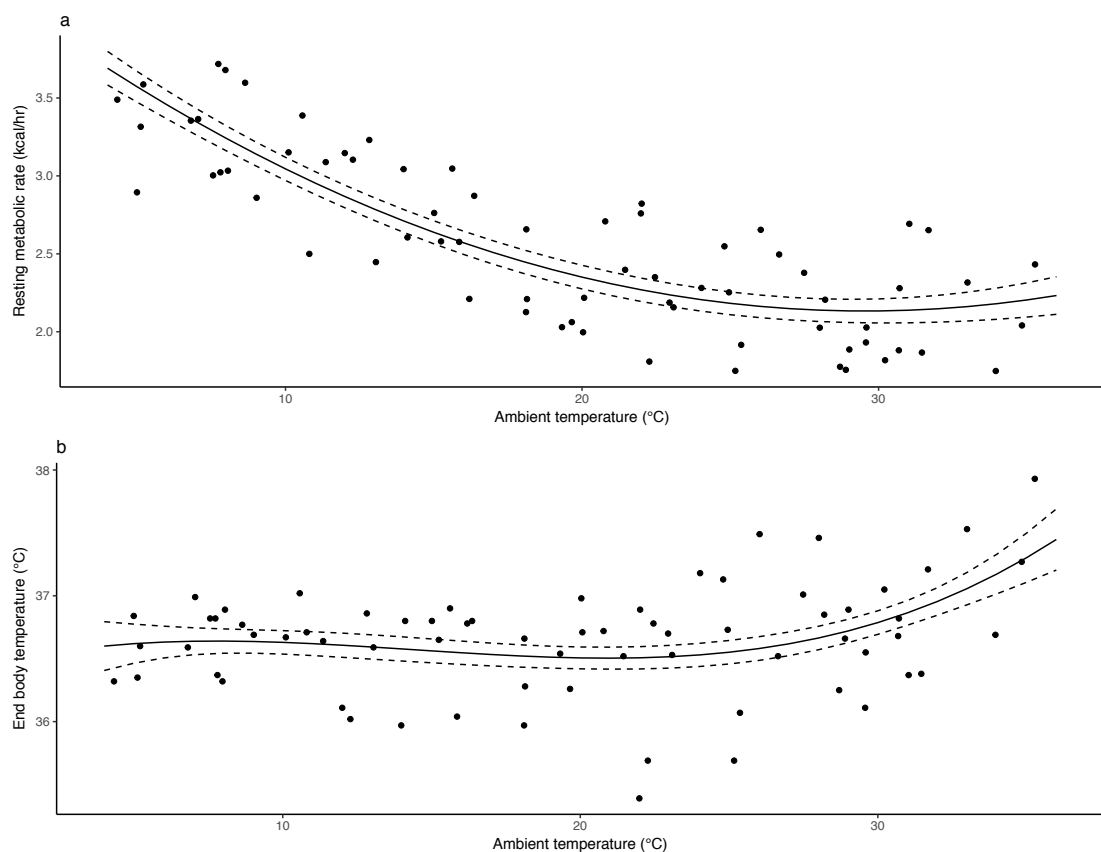 a
3.5
3.0
2.5
2.0
Resting metabolic rate (kcal/hr)
10
20
30
Ambient temperature (°C)
b
38
37
36
End body temperature (°C)
10
20
30
Ambient temperature (°C)